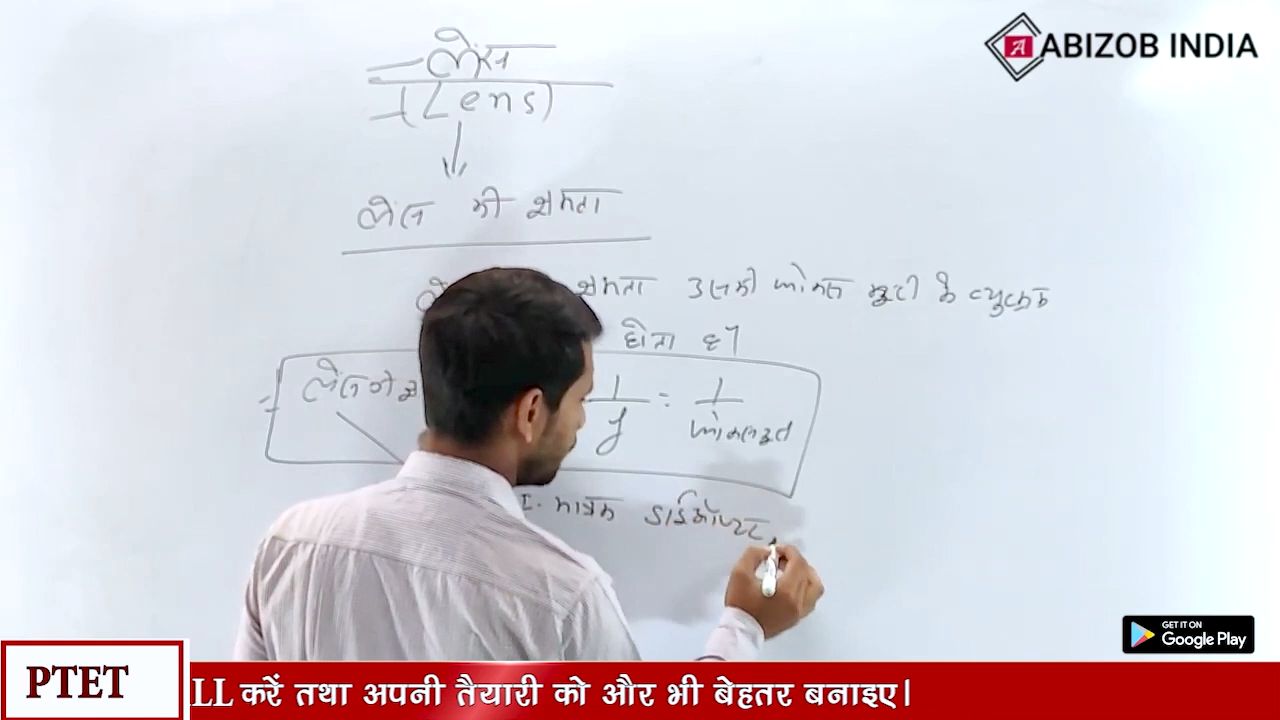 लेंस
(Lens)
लेंस की क्षमता
क्षमता उसकी फोकस दूरी के व्युत्क्रम
होता है।
लेंस की
1/f = 1/फोकस दूरी
I. मात्रक डाईऑप्टर
ABIZOB INDIA
GET IT ON
Google Play
PTET
LL करें तथा अपनी तैयारी को और भी बेहतर बनाइए।